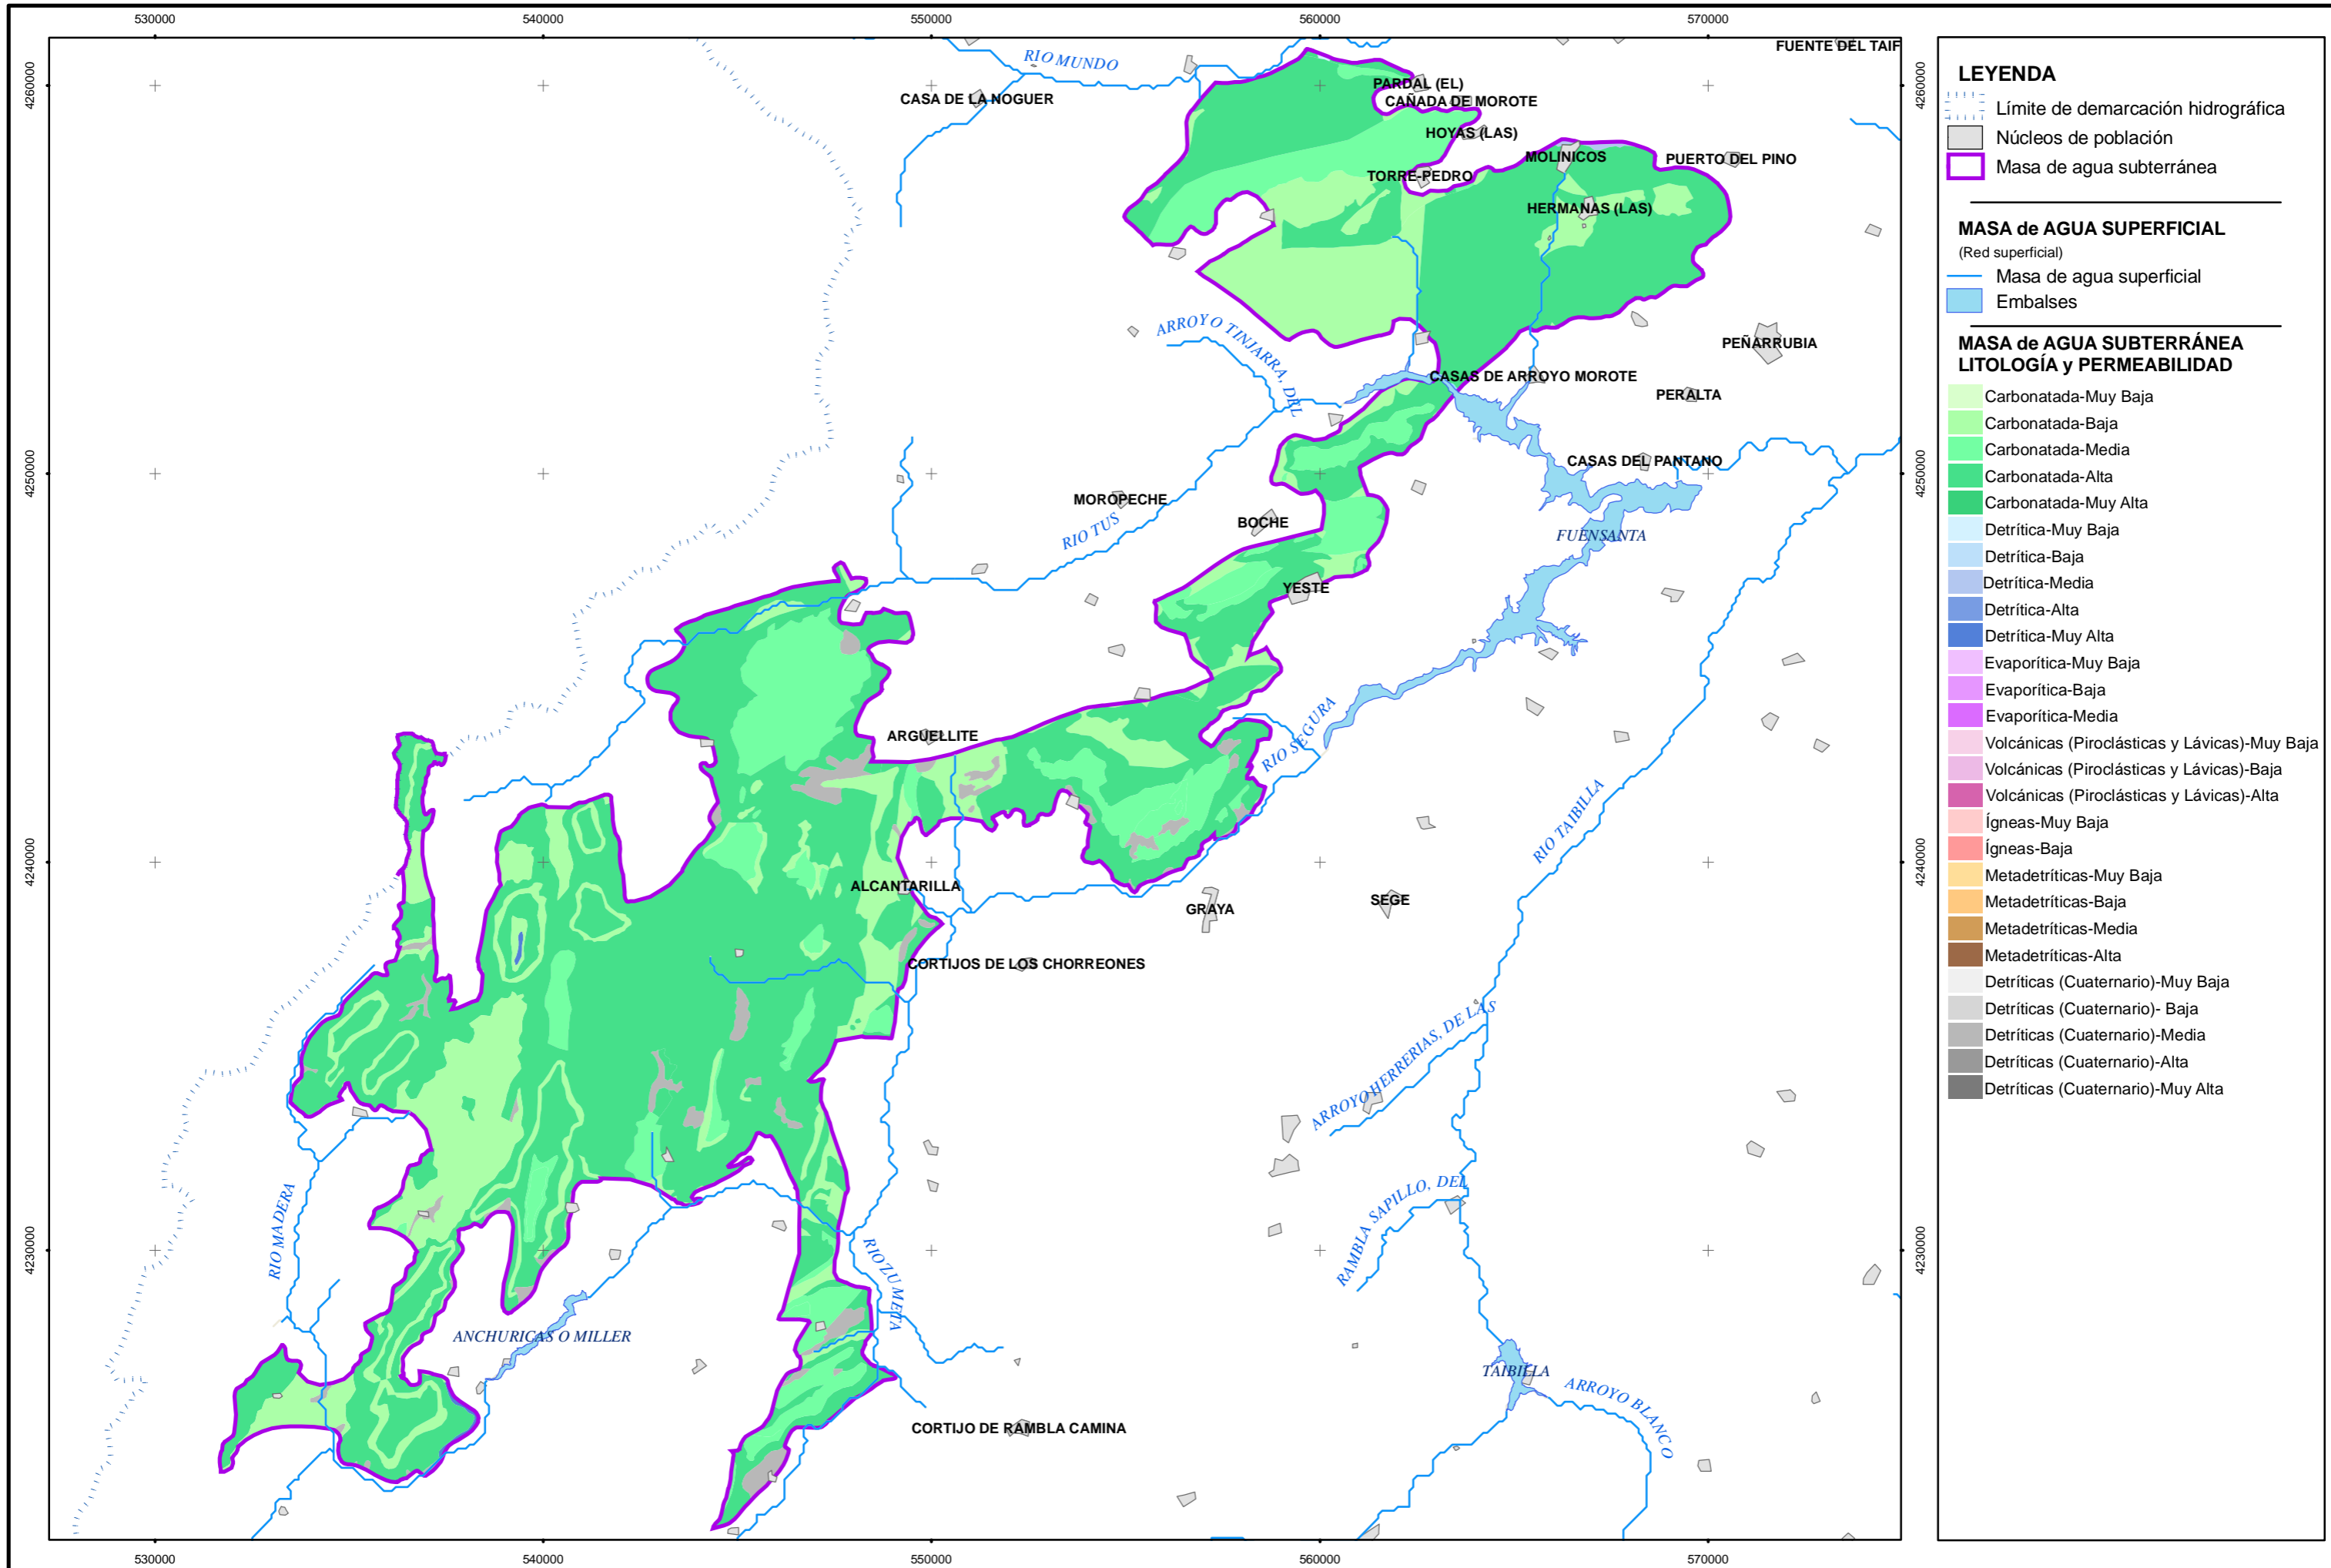 530000
540000
550000
560000
570000
4260000
4250000
4240000
4230000
4260000
4250000
4240000
4230000
530000
540000
550000
560000
570000
RIO MUNDO
FUENTE DEL TAIF
CASA DE LA NOGUER
PARDAL (EL)
CAÑADA DE MOROTE
HOYAS (LAS)
MOLINICOS
PUERTO DEL PINO
TORRE-PEDRO
HERMANAS (LAS)
ARROYO TINJARRA, DEL
PEÑARRUBIA
CASAS DE ARROYO MOROTE
PERALTA
CASAS DEL PANTANO
MOROPECHE
RIO TUS
BOCHE
FUENSANTA
YESTE
ARGUELLITE
RIO SEGURA
RIO TAIBILLA
ALCANTARILLA
GRAYA
SEGE
CORTIJOS DE LOS CHORREONES
ARROYO HERRERIAS, DE LAS
RAMBLA SAPILLO, DEL
RIO MADERA
RIO ZUMETA
ANCHURICAS O MILLER
TAIBILLA
ARROYO BLANCO
CORTIJO DE RAMBLA CAMINA
LEYENDA
Límite de demarcación hidrográfica
Núcleos de población
Masa de agua subterránea
MASA de AGUA SUPERFICIAL
(Red superficial)
Masa de agua superficial
Embalses
MASA de AGUA SUBTERRÁNEA
LITOLOGÍA y PERMEABILIDAD
Carbonatada-Muy Baja
Carbonatada-Baja
Carbonatada-Media
Carbonatada-Alta
Carbonatada-Muy Alta
Detrítica-Muy Baja
Detrítica-Baja
Detrítica-Media
Detrítica-Alta
Detrítica-Muy Alta
Evaporítica-Muy Baja
Evaporítica-Baja
Evaporítica-Media
Volcánicas (Piroclásticas y Lávicas)-Muy Baja
Volcánicas (Piroclásticas y Lávicas)-Baja
Volcánicas (Piroclásticas y Lávicas)-Alta
Ígneas-Muy Baja
Ígneas-Baja
Metadetríticas-Muy Baja
Metadetríticas-Baja
Metadetríticas-Media
Metadetríticas-Alta
Detríticas (Cuaternario)-Muy Baja
Detríticas (Cuaternario)- Baja
Detríticas (Cuaternario)-Media
Detríticas (Cuaternario)-Alta
Detríticas (Cuaternario)-Muy Alta